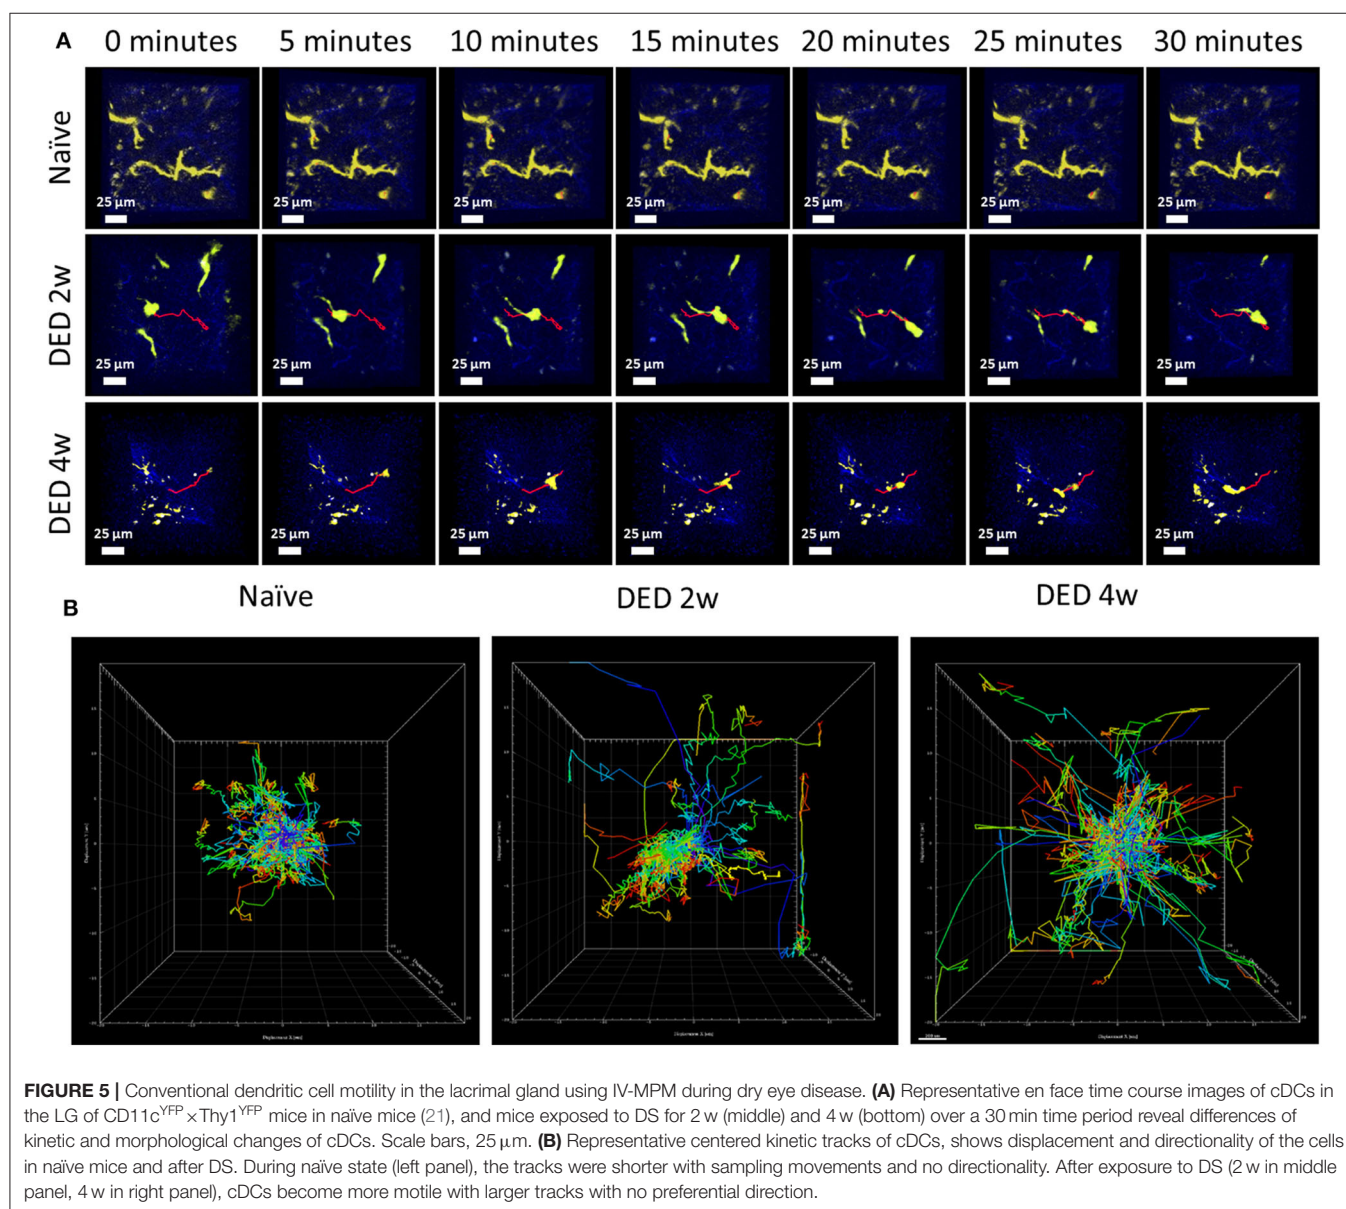 A 0 minutes 5 minutes 10 minutes 15 minutes 20 minutes 25 minutes 30 minutes
Naïve
25 µm 25 µm 25 µm 25 µm 25 µm 25 µm 25 µm
DED 2w
25 µm 25 µm 25 µm 25 µm 25 µm 25 µm 25 µm
DED 4w
25 µm 25 µm 25 µm 25 µm 25 µm 25 µm 25 µm
B Naïve DED 2w DED 4w
FIGURE 5 | Conventional dendritic cell motility in the lacrimal gland using IV-MPM during dry eye disease. (A) Representative en face time course images of cDCs in
the LG of CD11cYFP×Thy1YFP mice in naïve mice (21), and mice exposed to DS for 2 w (middle) and 4 w (bottom) over a 30 min time period reveal differences of
kinetic and morphological changes of cDCs. Scale bars, 25 µm. (B) Representative centered kinetic tracks of cDCs, shows displacement and directionality of the cells
in naïve mice and after DS. During naïve state (left panel), the tracks were shorter with sampling movements and no directionality. After exposure to DS (2 w in middle
panel, 4 w in right panel), cDCs become more motile with larger tracks with no preferential direction.